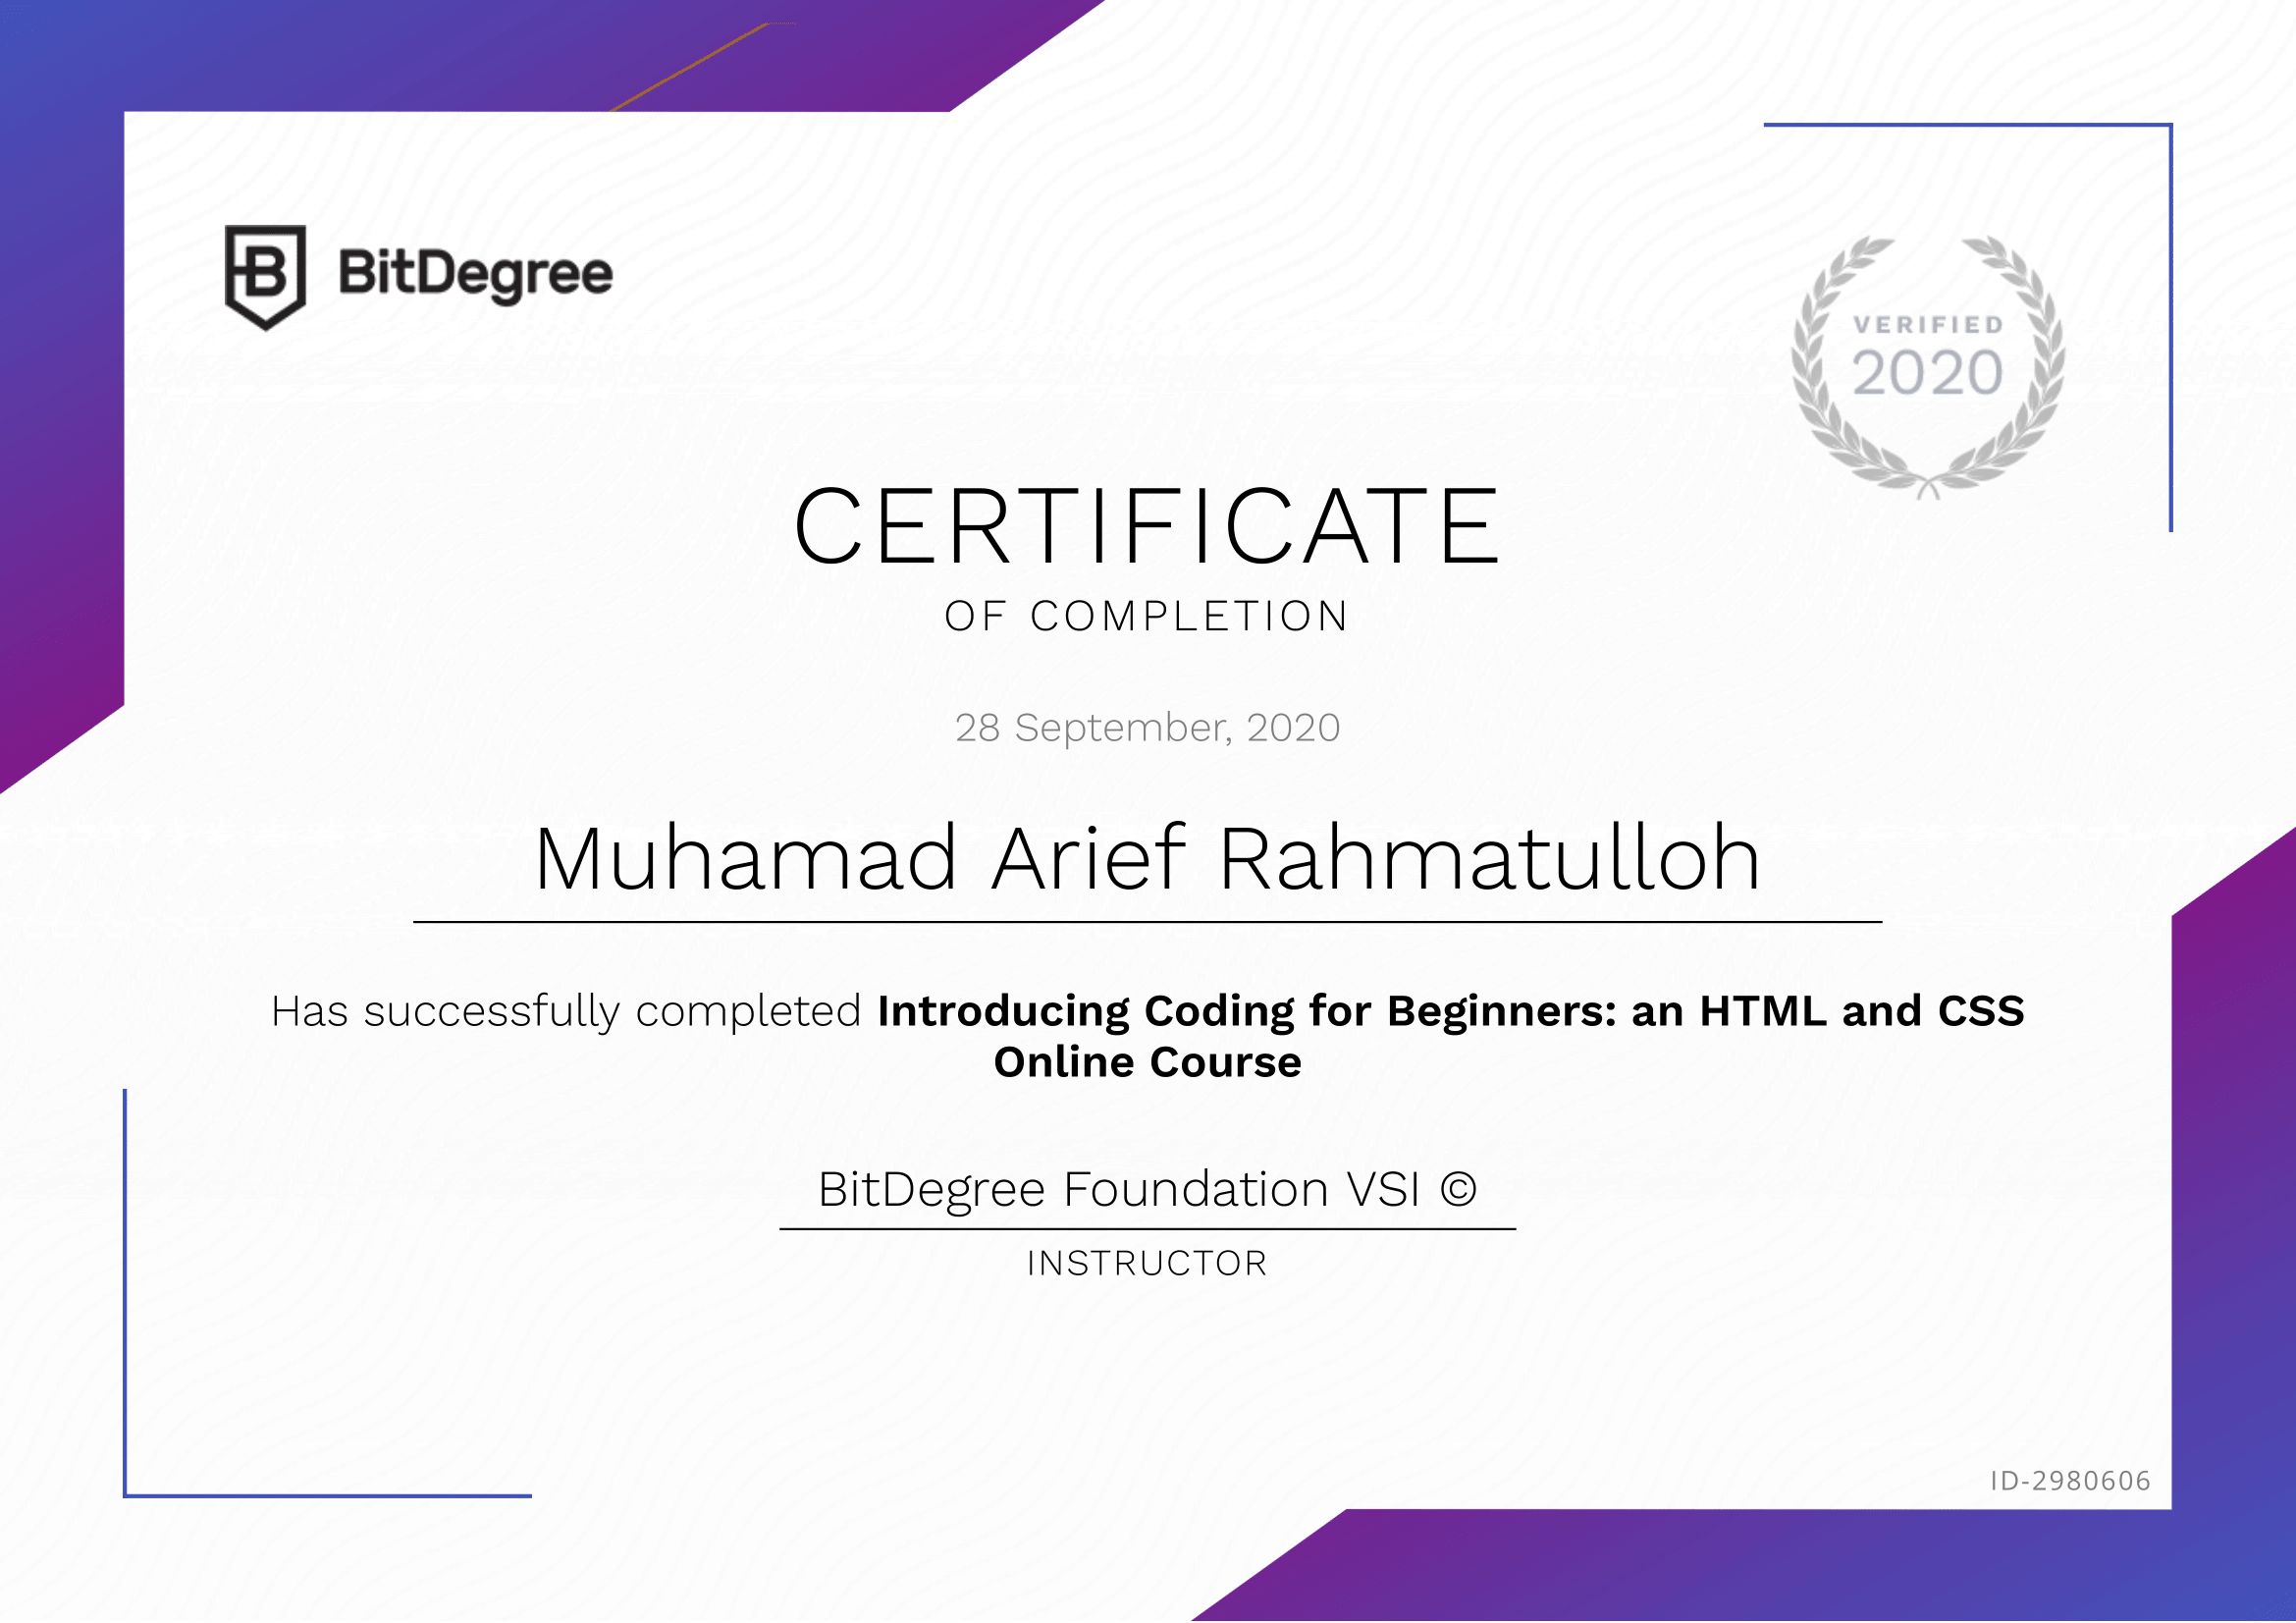 BitDegree
VERIFIED
2020
CERTIFICATE
OF COMPLETION
28 September, 2020
Muhamad Arief Rahmatulloh
Has successfully completed Introducing Coding for Beginners: an HTML and CSS
Online Course
BitDegree Foundation VSI ©
INSTRUCTOR
ID-2980606